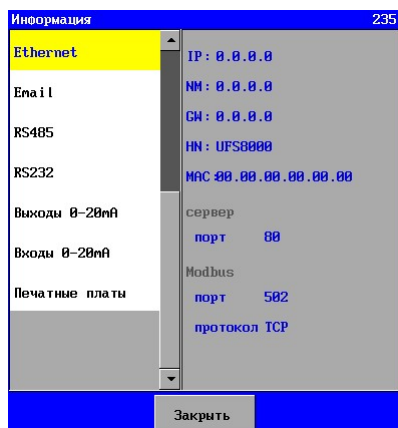 Информация 235
Ethernet
Email
RS485
RS232
Выходы 0-20mA
Входы 0-20mA
Печатные платы
IP: 0.0.0.0
NM: 0.0.0.0
GW: 0.0.0.0
HN: UFS8000
MAC:00.00.00.00.00.00
сервер
порт 80
Modbus
порт 502
протокол TCP
Закрыть